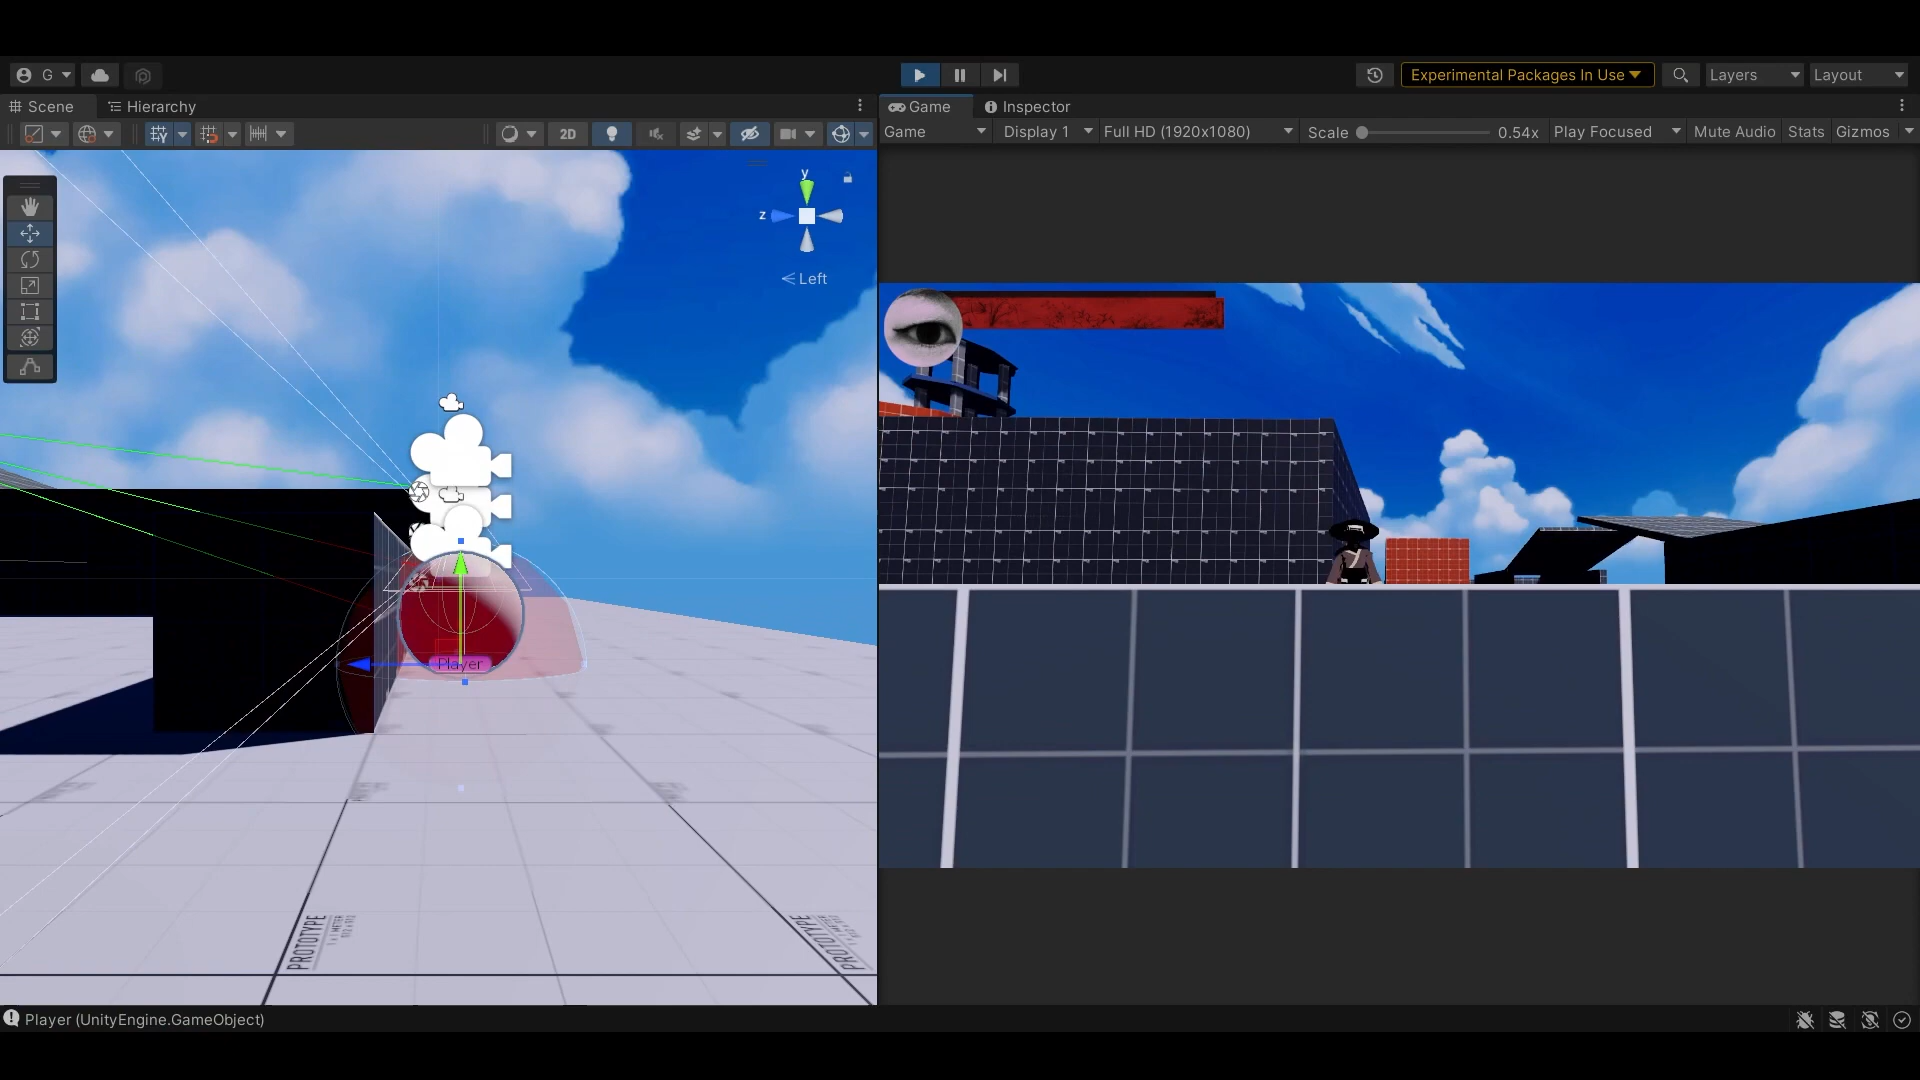 G
Experimental Packages In Use
Layers
Layout
Scene
Hierarchy
Game
Inspector
2D
Game
Display 1
Full HD (1920x1080)
Scale
0.54x
Play Focused
Mute Audio
Stats
Gizmos
y
z
Left
Player
PROTOTYPE
PROTOTYPE
Player (UnityEngine.GameObject)